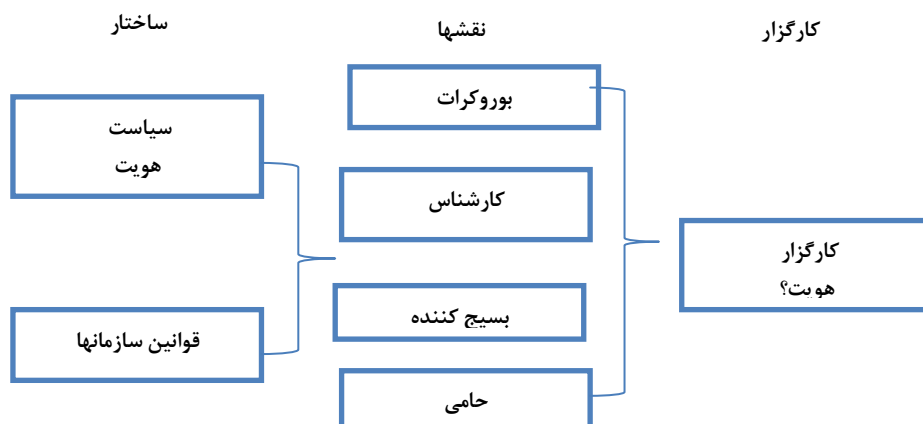 کارگزار
نقشها
ساختار
بوروکرات
سیاست
هویت
کارشناس
کارگزار
هویت؟
بسیج کننده
قوانین سازمانها
حامی